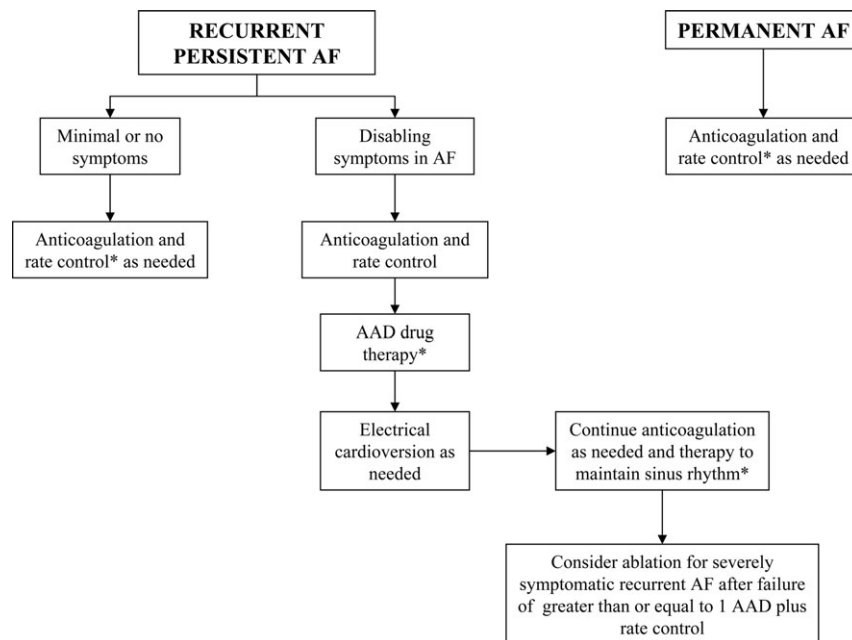 RECURRENT
PERSISTENT AF
PERMANENT AF
Minimal or no
symptoms
Disabling
symptoms in AF
Anticoagulation and
rate control* as needed
Anticoagulation and
rate control* as needed
Anticoagulation and
rate control
AAD drug
therapy*
Electrical
cardioversion as
needed
Continue anticoagulation
as needed and therapy to
maintain sinus rhythm*
Consider ablation for severely
symptomatic recurrent AF after failure
of greater than or equal to 1 AAD plus
rate control